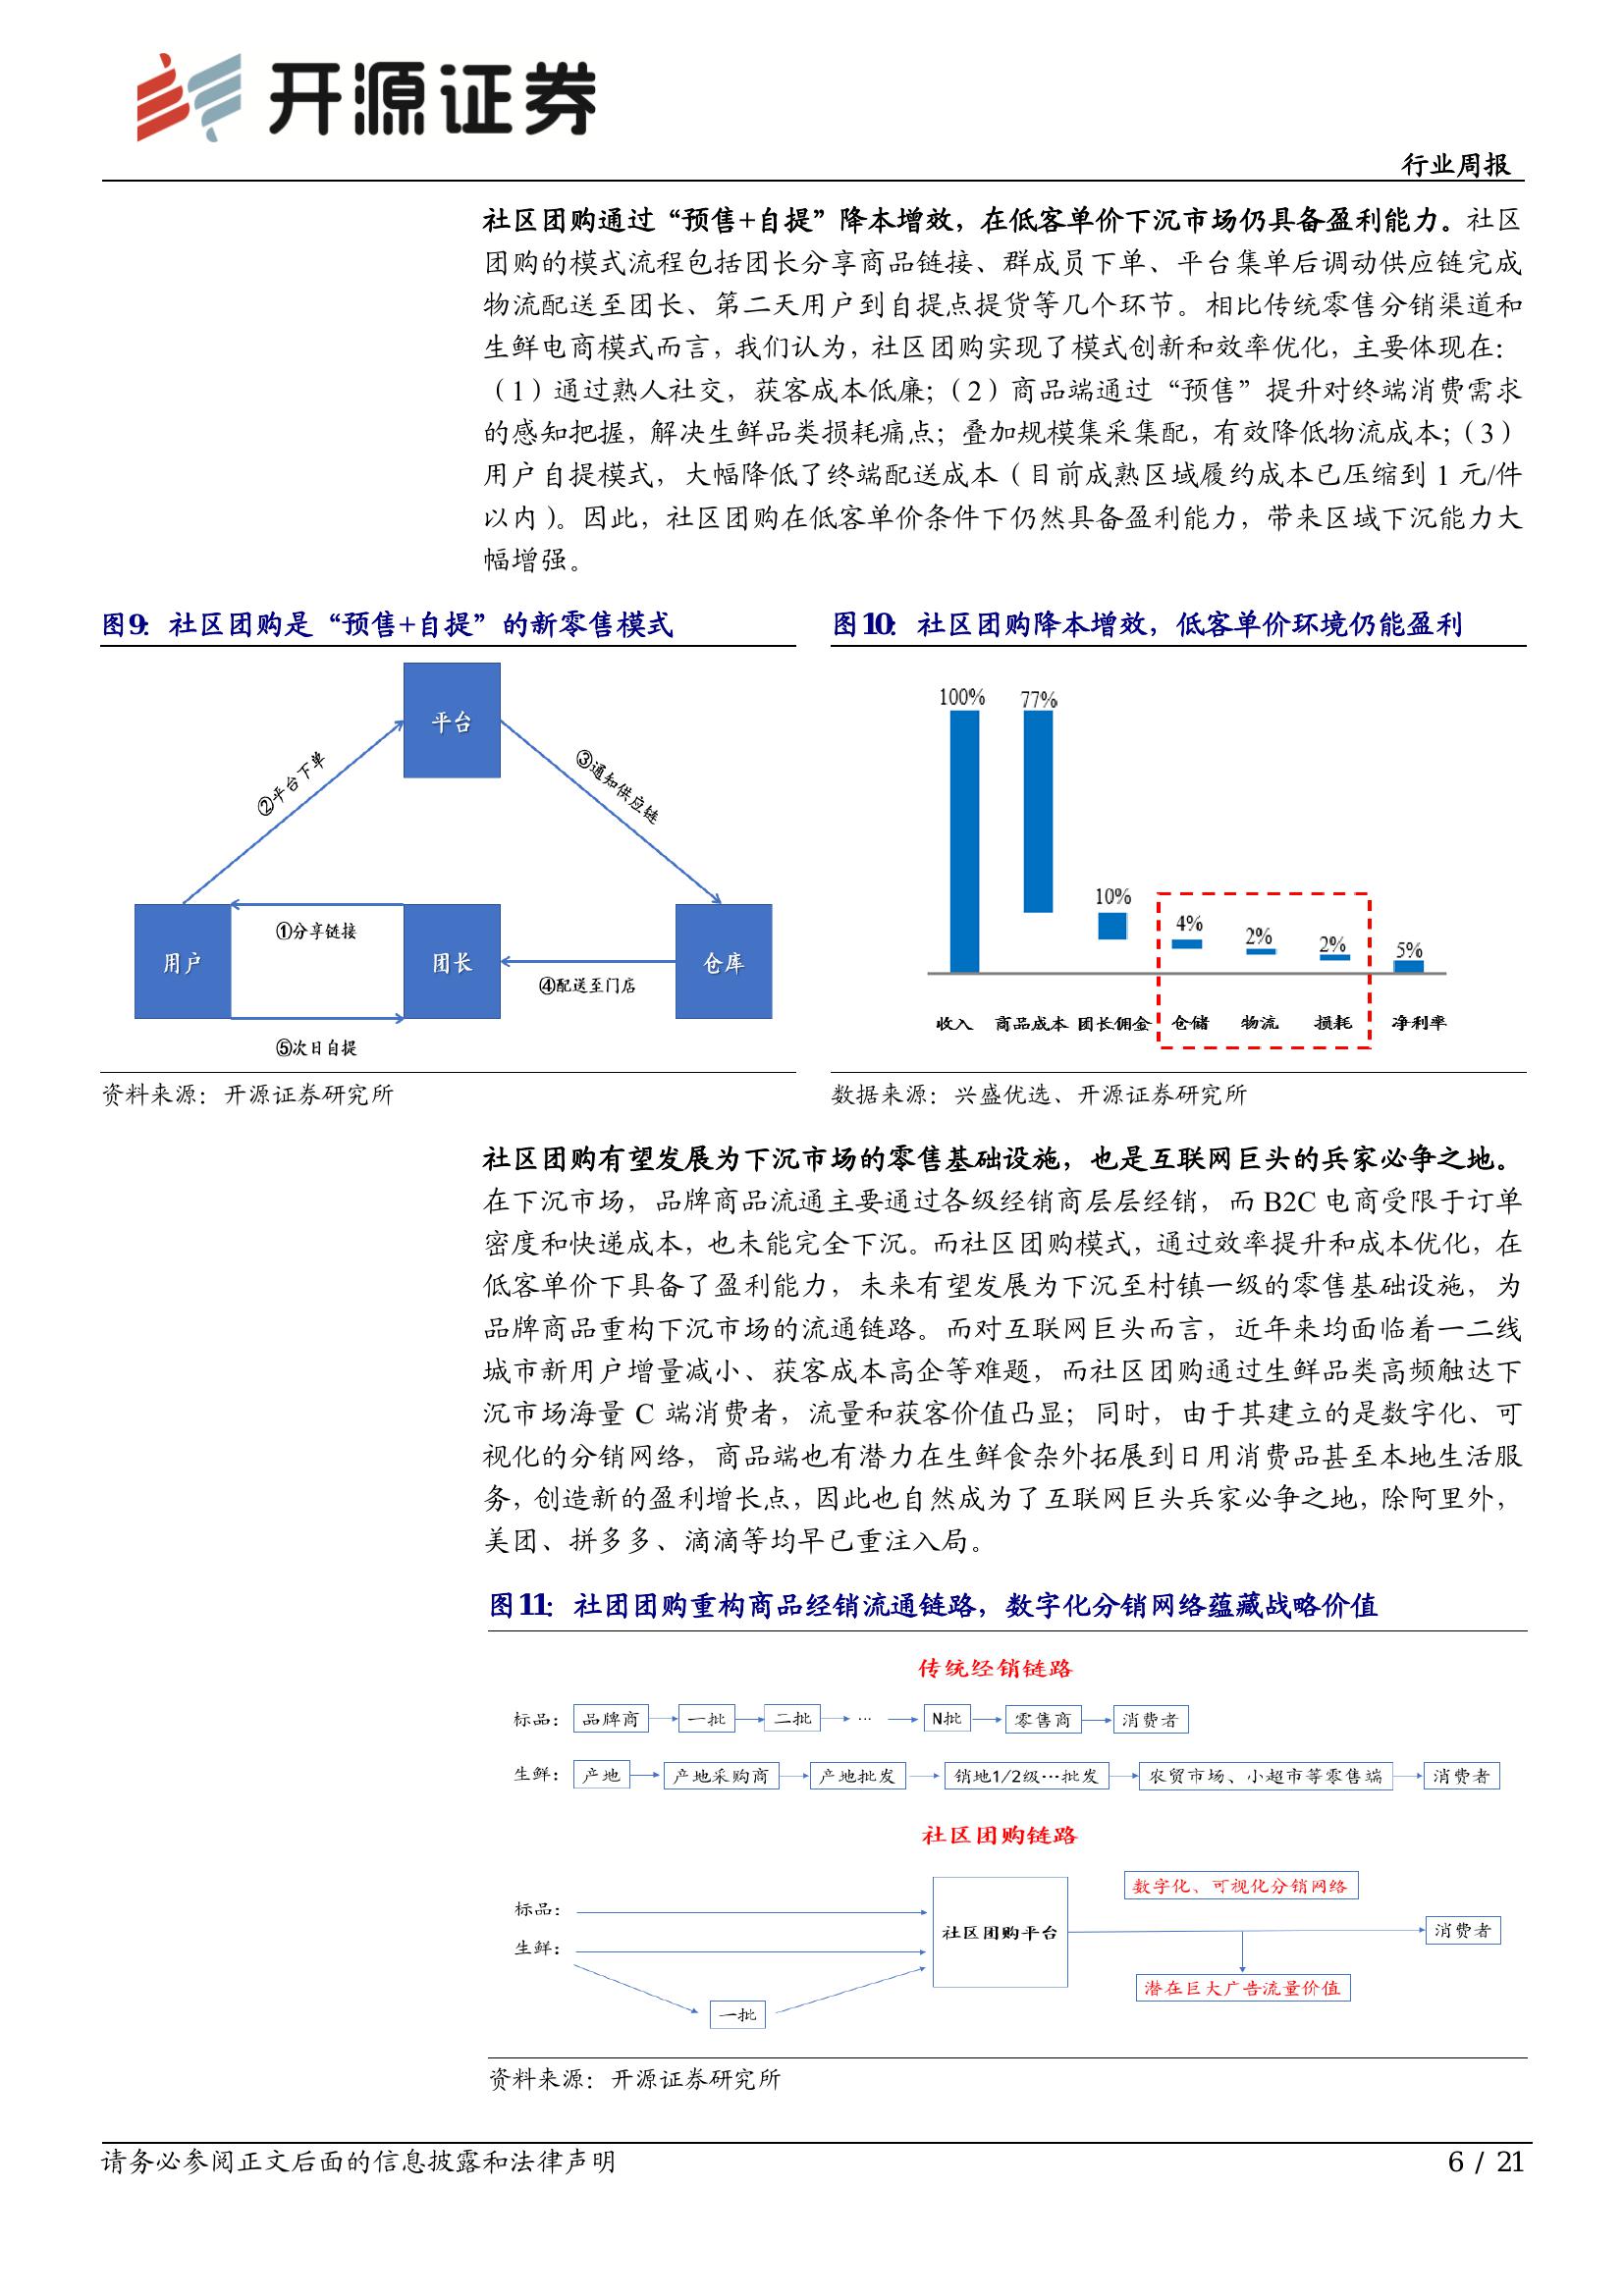 开源证券
行业周报
社区团购通过“预售+自提”降本增效，在低客单价下沉市场仍具备盈利能力。社区
团购的模式流程包括团长分享商品链接、群成员下单、平台集单后调动供应链完成
物流配送至团长、第二天用户到自提点提货等几个环节。相比传统零售分销渠道和
生鲜电商模式而言，我们认为，社区团购实现了模式创新和效率优化，主要体现在：
（1）通过熟人社交，获客成本低廉；（2）商品端通过“预售”提升对终端消费需求
的感知把握，解决生鲜品类损耗痛点；叠加规模集采集配，有效降低物流成本；（3）
用户自提模式，大幅降低了终端配送成本（目前成熟区域履约成本已压缩到 1 元/件
以内）。因此，社区团购在低客单价条件下仍然具备盈利能力，带来区域下沉能力大
幅增强。
图9：社区团购是“预售+自提”的新零售模式
平台
②平台下单
③通知供应链
用户
①分享链接
团长
④配送至门店
仓库
⑤次日自提
资料来源：开源证券研究所
图10：社区团购降本增效，低客单价环境仍能盈利
100%
77%
10%
4%
2%
2%
5%
收入 商品成本 团长佣金 仓储 物流 损耗 净利率
数据来源：兴盛优选、开源证券研究所
社区团购有望发展为下沉市场的零售基础设施，也是互联网巨头的兵家必争之地。
在下沉市场，品牌商品流通主要通过各级经销商层层经销，而 B2C 电商受限于订单
密度和快递成本，也未能完全下沉。而社区团购模式，通过效率提升和成本优化，在
低客单价下具备了盈利能力，未来有望发展为下沉至村镇一级的零售基础设施，为
品牌商品重构下沉市场的流通链路。而对互联网巨头而言，近年来均面临着一二线
城市新用户增量减小、获客成本高企等难题，而社区团购通过生鲜品类高频触达下
沉市场海量 C 端消费者，流量和获客价值凸显；同时，由于其建立的是数字化、可
视化的分销网络，商品端也有潜力在生鲜食杂外拓展到日用消费品甚至本地生活服
务，创造新的盈利增长点，因此也自然成为了互联网巨头兵家必争之地，除阿里外，
美团、拼多多、滴滴等均早已重注入局。
图11：社团团购重构商品经销流通链路，数字化分销网络蕴藏战略价值
传统经销链路
标品： 品牌商 一批 二批 … N批 零售商 消费者
生鲜： 产地 产地采购商 产地批发 销地1/2级…批发 农贸市场、小超市等零售端 消费者
社区团购链路
数字化、可视化分销网络
标品：
社区团购平台
消费者
生鲜：
潜在巨大广告流量价值
一批
资料来源：开源证券研究所
请务必参阅正文后面的信息披露和法律声明
6 / 21